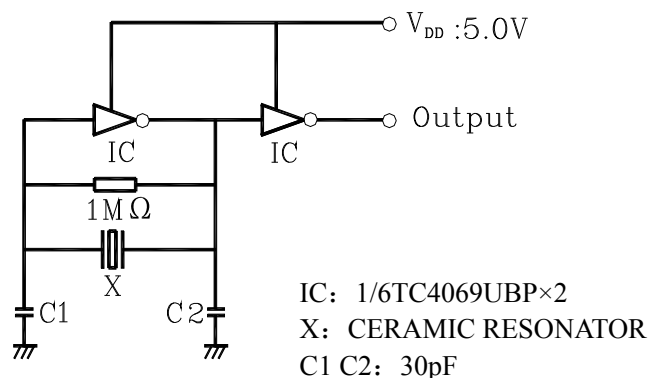 V_DD :5.0V
Output
IC
IC
1MΩ
X
C1
C2
IC：1/6TC4069UBP×2
X：CERAMIC RESONATOR
C1 C2：30pF